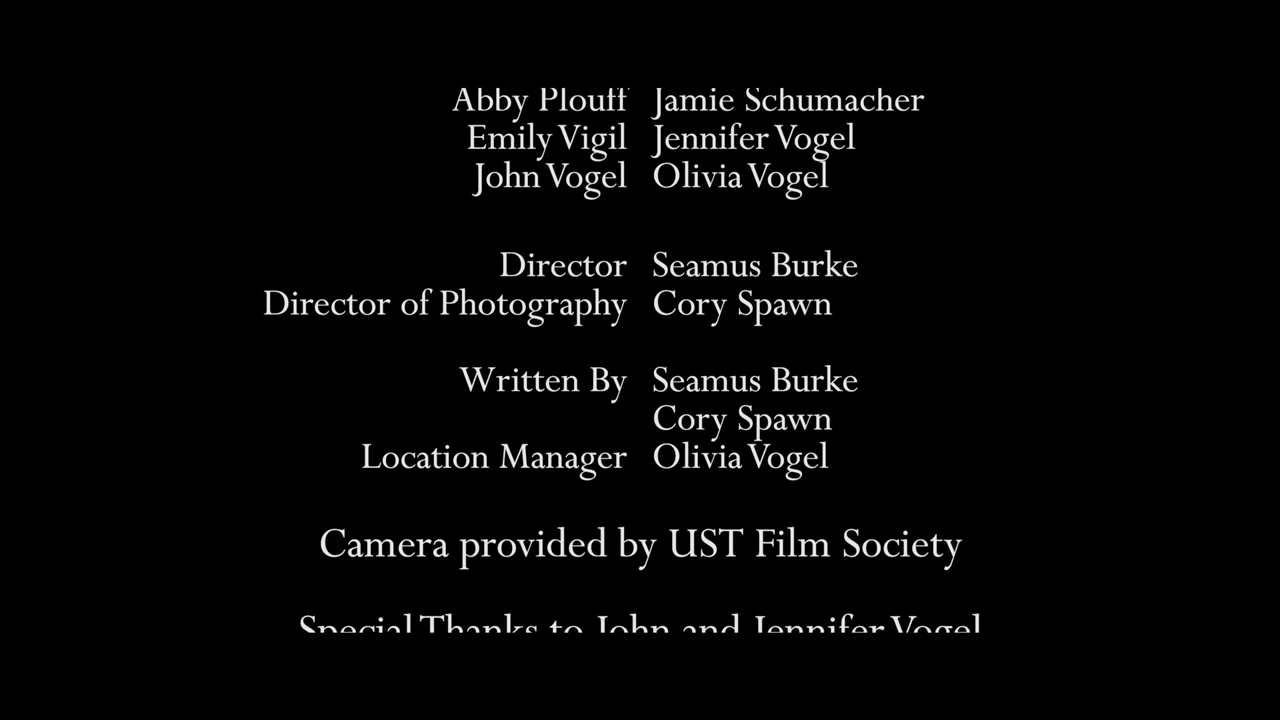 Abby Plouff Jamie Schumacher
Emily Vigil Jennifer Vogel
John Vogel Olivia Vogel
Director Seamus Burke
Director of Photography Cory Spawn
Written By Seamus Burke
Cory Spawn
Location Manager Olivia Vogel
Camera provided by UST Film Society
Special Thanks to John and Jennifer Vogel